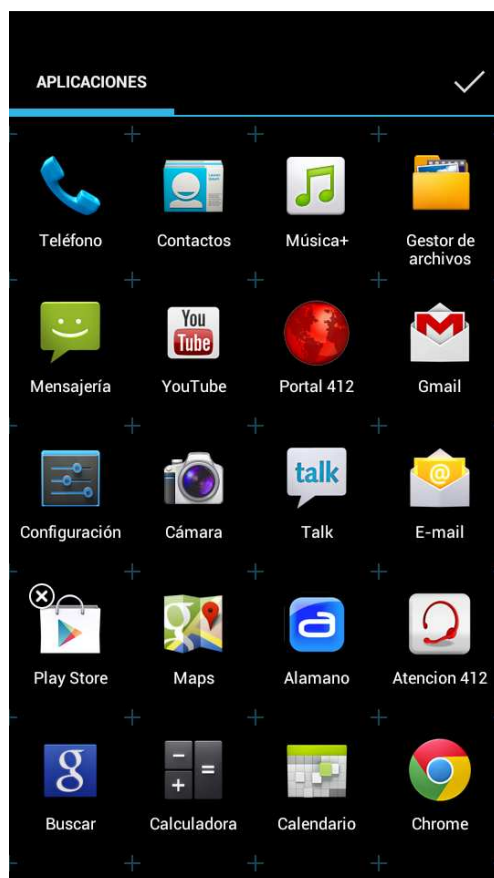 APLICACIONES
Teléfono
Contactos
Música+
Gestor de
archivos
You
Tube
Mensajería
YouTube
Portal 412
Gmail
talk
@
Configuración
Cámara
Talk
E-mail
a
Play Store
Maps
Alamano
Atencion 412
g
− =
+
Buscar
Calculadora
Calendario
Chrome